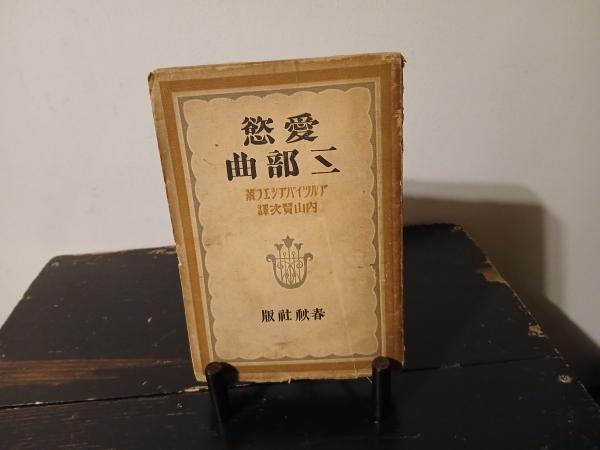 愛慾
三部曲
アルツイバアシエフ著
内山賢次譯
春秋社版